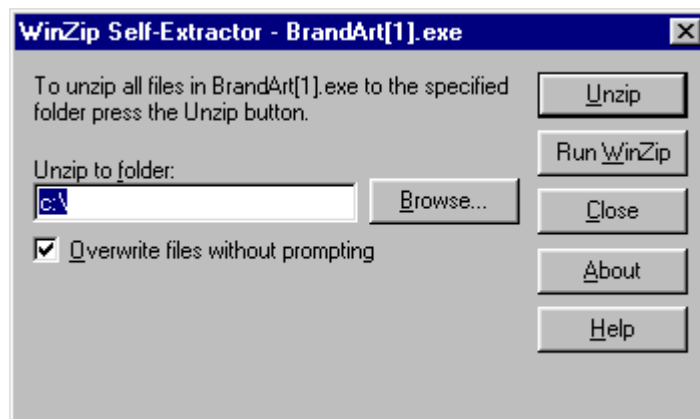 WinZip Self-Extractor - BrandArt[1].exe
To unzip all files in BrandArt[1].exe to the specified
folder press the Unzip button.
Unzip to folder:
c:\
Browse...
Overwrite files without prompting
Unzip
Run WinZip
Close
About
Help